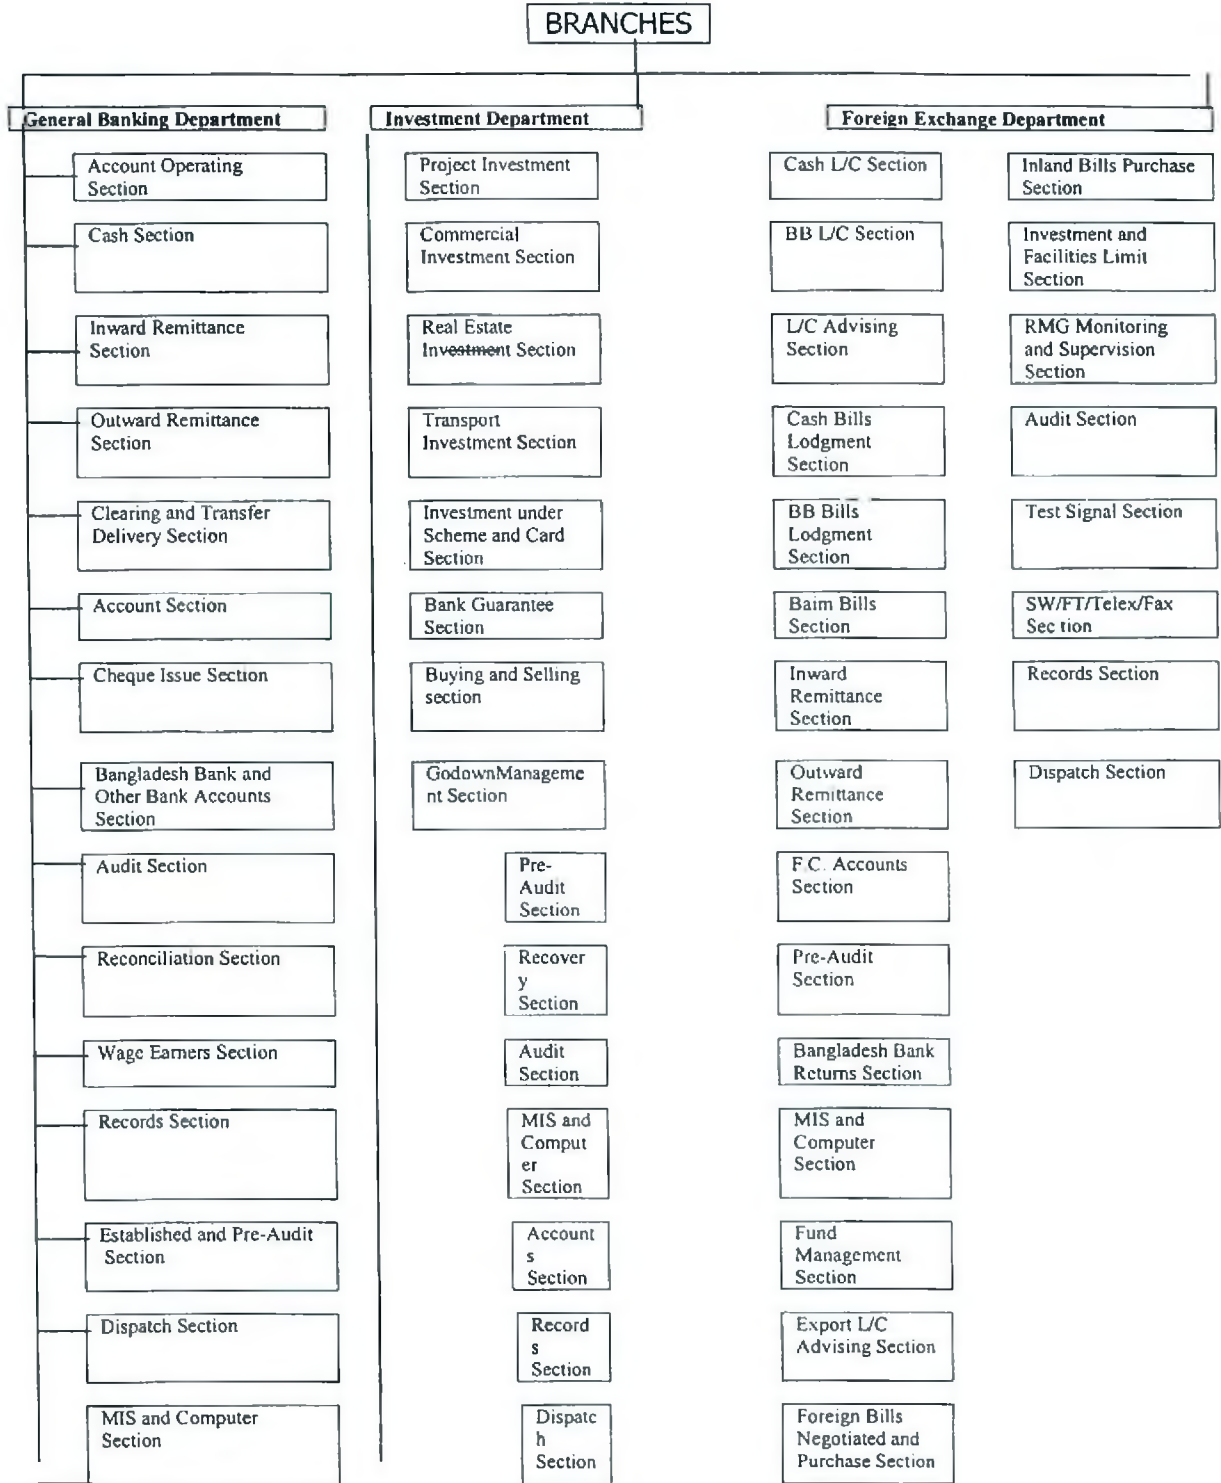 BRANCHES
General Banking Department
Account Operating
Section
Cash Section
Inward Remittance
Section
Outward Remittance
Section
Clearing and Transfer
Delivery Section
Account Section
Cheque Issue Section
Bangladesh Bank and
Other Bank Accounts
Section
Audit Section
Reconciliation Section
Wage Earners Section
Records Section
Established and Pre-Audit
Section
Dispatch Section
MIS and Computer
Section
Investment Department
Project Investment
Section
Commercial
Investment Section
Real Estate
Investment Section
Transport
Investment Section
Investment under
Scheme and Card
Section
Bank Guarantee
Section
Buying and Selling
section
GodownManageme
nt Section
Pre-
Audit
Section
Recover
y
Section
Audit
Section
MIS and
Comput
er
Section
Account
s
Section
Record
s
Section
Dispatc
h
Section
Foreign Exchange Department
Cash L/C Section
BB L/C Section
L/C Advising
Section
Cash Bills
Lodgment
Section
BB Bills
Lodgment
Section
Baim Bills
Section
Inward
Remittance
Section
Outward
Remittance
Section
F.C. Accounts
Section
Pre-Audit
Section
Bangladesh Bank
Returns Section
MIS and
Computer
Section
Fund
Management
Section
Export L/C
Advising Section
Foreign Bills
Negotiated and
Purchase Section
Inland Bills Purchase
Section
Investment and
Facilities Limit
Section
RMG Monitoring
and Supervision
Section
Audit Section
Test Signal Section
SW/FT/Telex/Fax
Section
Records Section
Dispatch Section